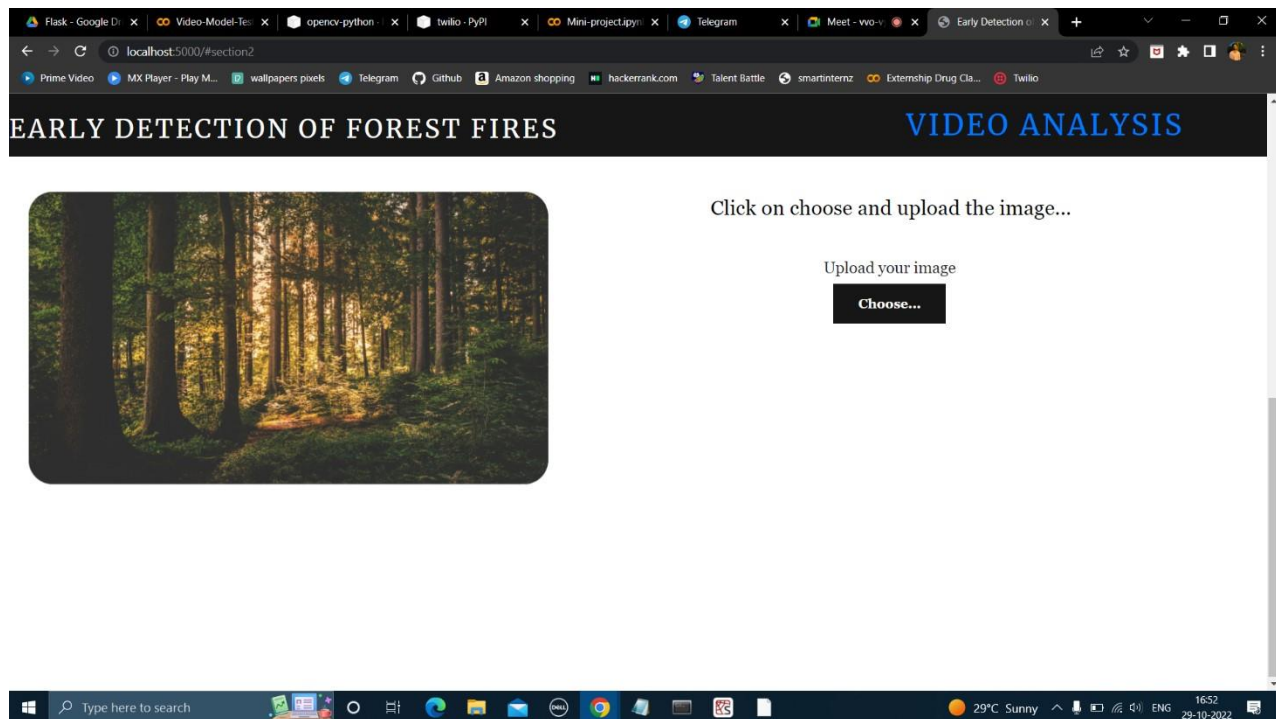 Flask - Google Dr
Video-Model-Tes
opencv-python -
twilio · PyPI
Mini-project.ipyn
Telegram
Meet - vvo-v
Early Detection o
localhost:5000/#section2
Prime Video
MX Player - Play M...
wallpapers pixels
Telegram
Github
Amazon shopping
hackerrank.com
Talent Battle
smartinternz
Externship Drug Cla...
Twilio
EARLY DETECTION OF FOREST FIRES
VIDEO ANALYSIS
Click on choose and upload the image...
Upload your image
Choose...
Type here to search
DELL
29°C Sunny
ENG
16:52
29-10-2022